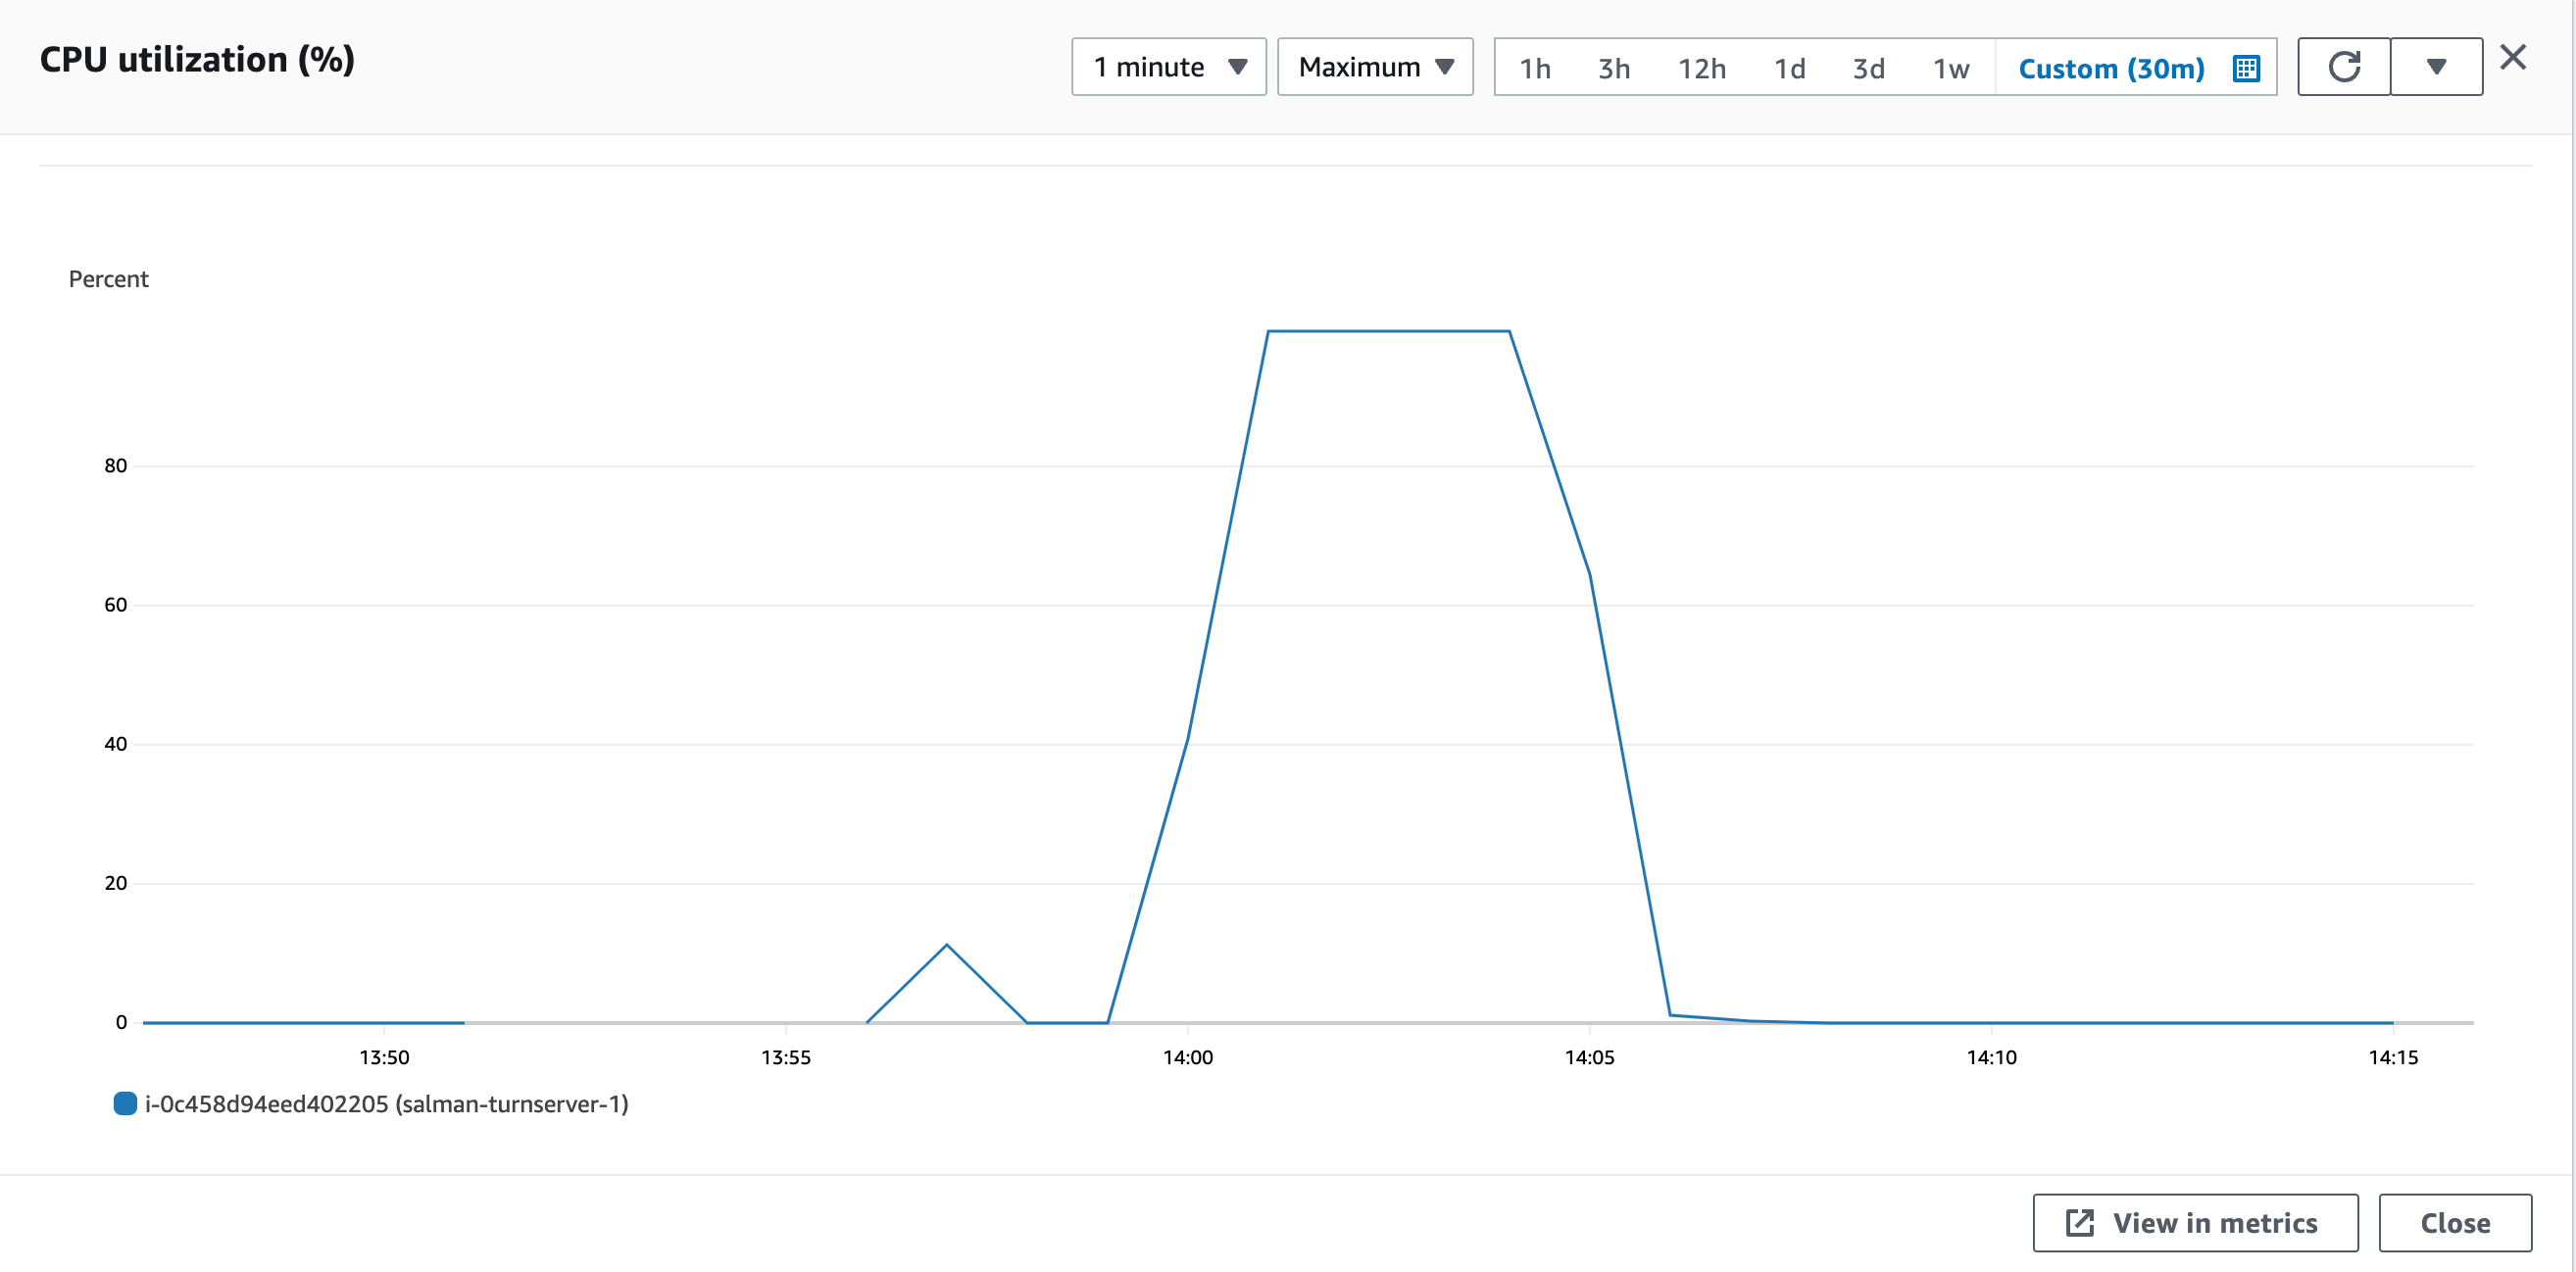 CPU utilization (%)
1 minute
Maximum
1h 3h 12h 1d 3d 1w Custom (30m)
Percent
80
60
40
20
0
13:50 13:55 14:00 14:05 14:10 14:15
i-0c458d94eed402205 (salman-turnserver-1)
View in metrics
Close